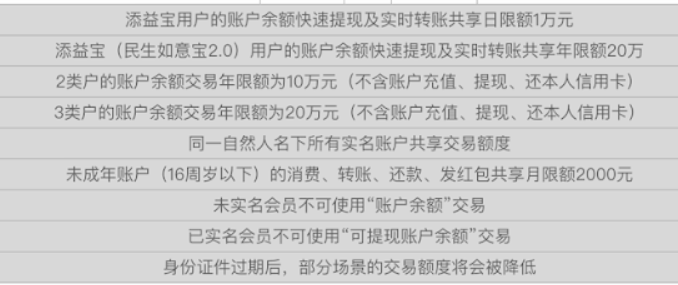 添益宝用户的账户余额快速提现及实时转账共享日限额1万元
添益宝（民生如意宝2.0）用户的账户余额快速提现及实时转账共享年限额20万
2类户的账户余额交易年限额为10万元（不含账户充值、提现、还本人信用卡）
3类户的账户余额交易年限额为20万元（不含账户充值、提现、还本人信用卡）
同一自然人名下所有实名账户共享交易额度
未成年账户（16周岁以下）的消费、转账、还款、发红包共享月限额2000元
未实名会员不可使用“账户余额”交易
已实名会员不可使用“可提现账户余额”交易
身份证件过期后，部分场景的交易额度将会被降低